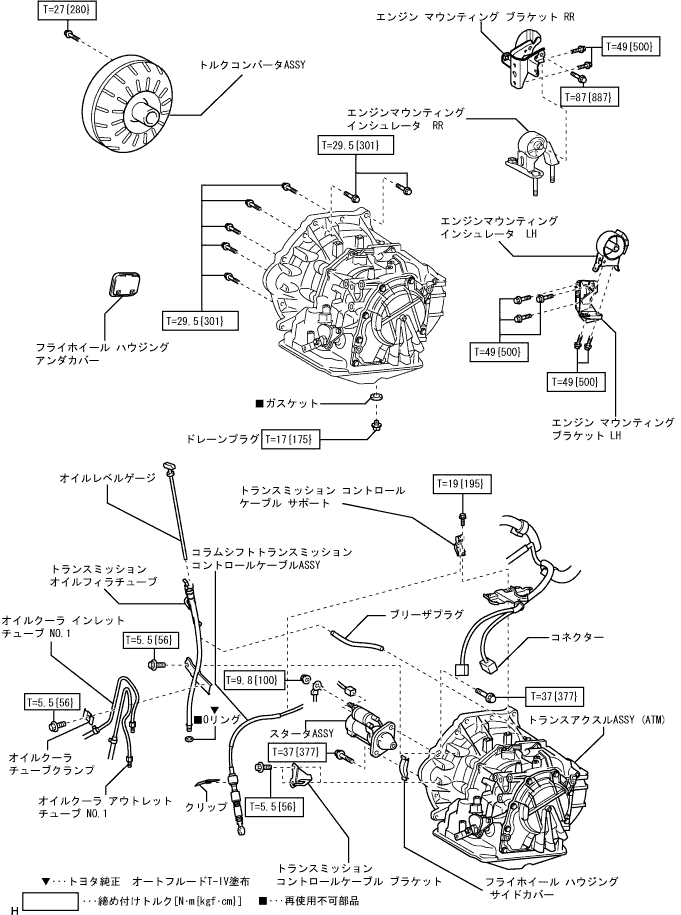 T=27{280}
トルクコンバータASSY
エンジン マウンティング ブラケット RR
T=49{500}
T=87{887}
エンジンマウンティング
インシュレータ RR
T=29.5{301}
エンジンマウンティング
インシュレータ LH
T=29.5{301}
フライホイール ハウジング
アンダカバー
T=49{500}
T=49{500}
■ガスケット
ドレーンプラグ
T=17{175}
エンジン マウンティング
ブラケット LH
オイルレベルゲージ
トランスミッション コントロール
ケーブル サポート
T=19{195}
コラムシフトトランスミッション
コントロールケーブルASSY
トランスミッション
オイルフィラチューブ
オイルクーラ インレット
チューブ NO.1
T=5.5{56}
ブリーザプラグ
コネクター
T=9.8{100}
T=5.5{56}
T=37{377}
▼
■Oリング
スタータASSY
トランスアクスルASSY (ATM)
T=37{377}
オイルクーラ
チューブクランプ
オイルクーラ アウトレット
チューブ NO.1
クリップ
T=5.5{56}
トランスミッション
コントロールケーブル ブラケット
フライホイール ハウジング
サイドカバー
▼･･･トヨタ純正 オートフルードT-IV塗布
H
･･･締め付けトルク[N･m{kgf･cm}]
■･･･再使用不可部品